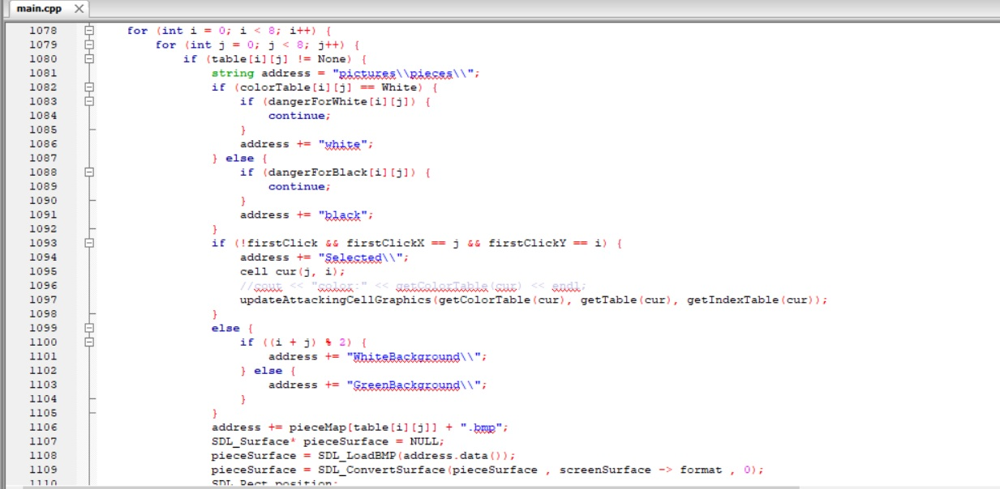 main.cpp
1078 for (int i = 0; i < 8; i++) {
1079 for (int j = 0; j < 8; j++) {
1080 if (table[i][j] != None) {
1081 string address = "pictures\\pieces\\";
1082 if (colorTable[i][j] == White) {
1083 if (dangerForWhite[i][j]) {
1084 continue;
1085 }
1086 address += "white";
1087 } else {
1088 if (dangerForBlack[i][j]) {
1089 continue;
1090 }
1091 address += "black";
1092 }
1093 if (!firstClick && firstClickX == j && firstClickY == i) {
1094 address += "Selected\\";
1095 cell cur(j, i);
1096 //cout << "color:" << getColorTable(cur) << endl;
1097 updateAttackingCellGraphics(getColorTable(cur), getTable(cur), getIndexTable(cur));
1098 }
1099 else {
1100 if ((i + j) % 2) {
1101 address += "WhiteBackground\\";
1102 } else {
1103 address += "GreenBackground\\";
1104 }
1105 }
1106 address += pieceMap[table[i][j]] + ".bmp";
1107 SDL_Surface* pieceSurface = NULL;
1108 pieceSurface = SDL_LoadBMP(address.data());
1109 pieceSurface = SDL_ConvertSurface(pieceSurface , screenSurface -> format , 0);
1110 SDL_Rect position;